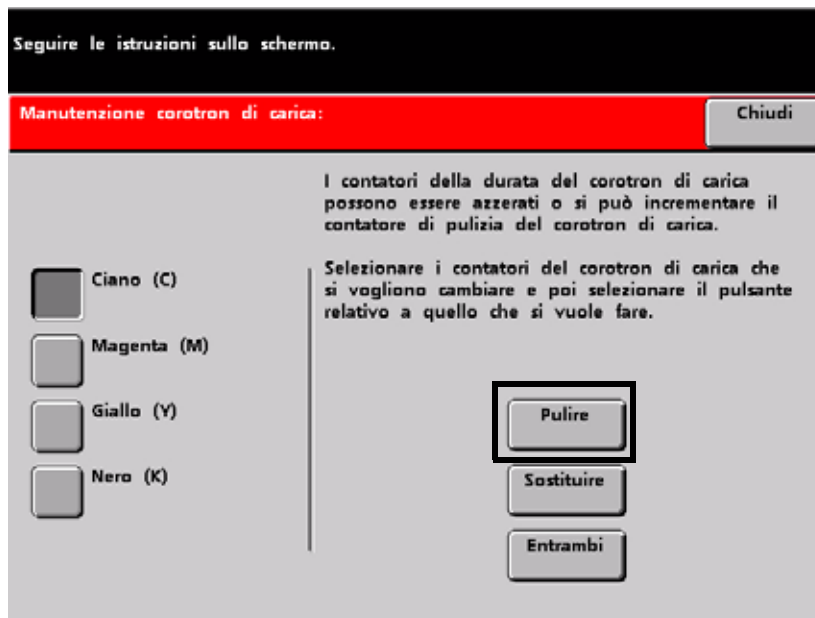 Seguire le istruzioni sullo schermo.
Manutenzione corotron di carica:
Chiudi
I contatori della durata del corotron di carica
possono essere azzerati o si può incrementare il
contatore di pulizia del corotron di carica.
Selezionare i contatori del corotron di carica che
si vogliono cambiare e poi selezionare il pulsante
relativo a quello che si vuole fare.
Ciano (C)
Magenta (M)
Giallo (Y)
Nero (K)
Pulire
Sostituire
Entrambi